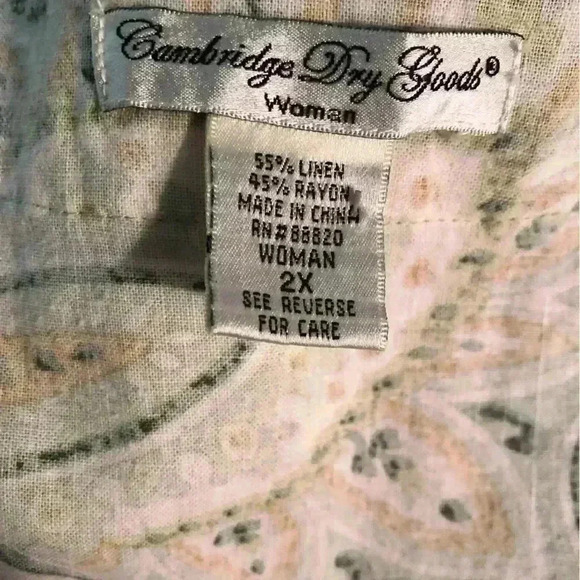 Cambridge Dry Goods®
Woman
55% LINEN
45% RAYON
MADE IN CHINA
RN#88820
WOMAN
2X
SEE REVERSE
FOR CARE